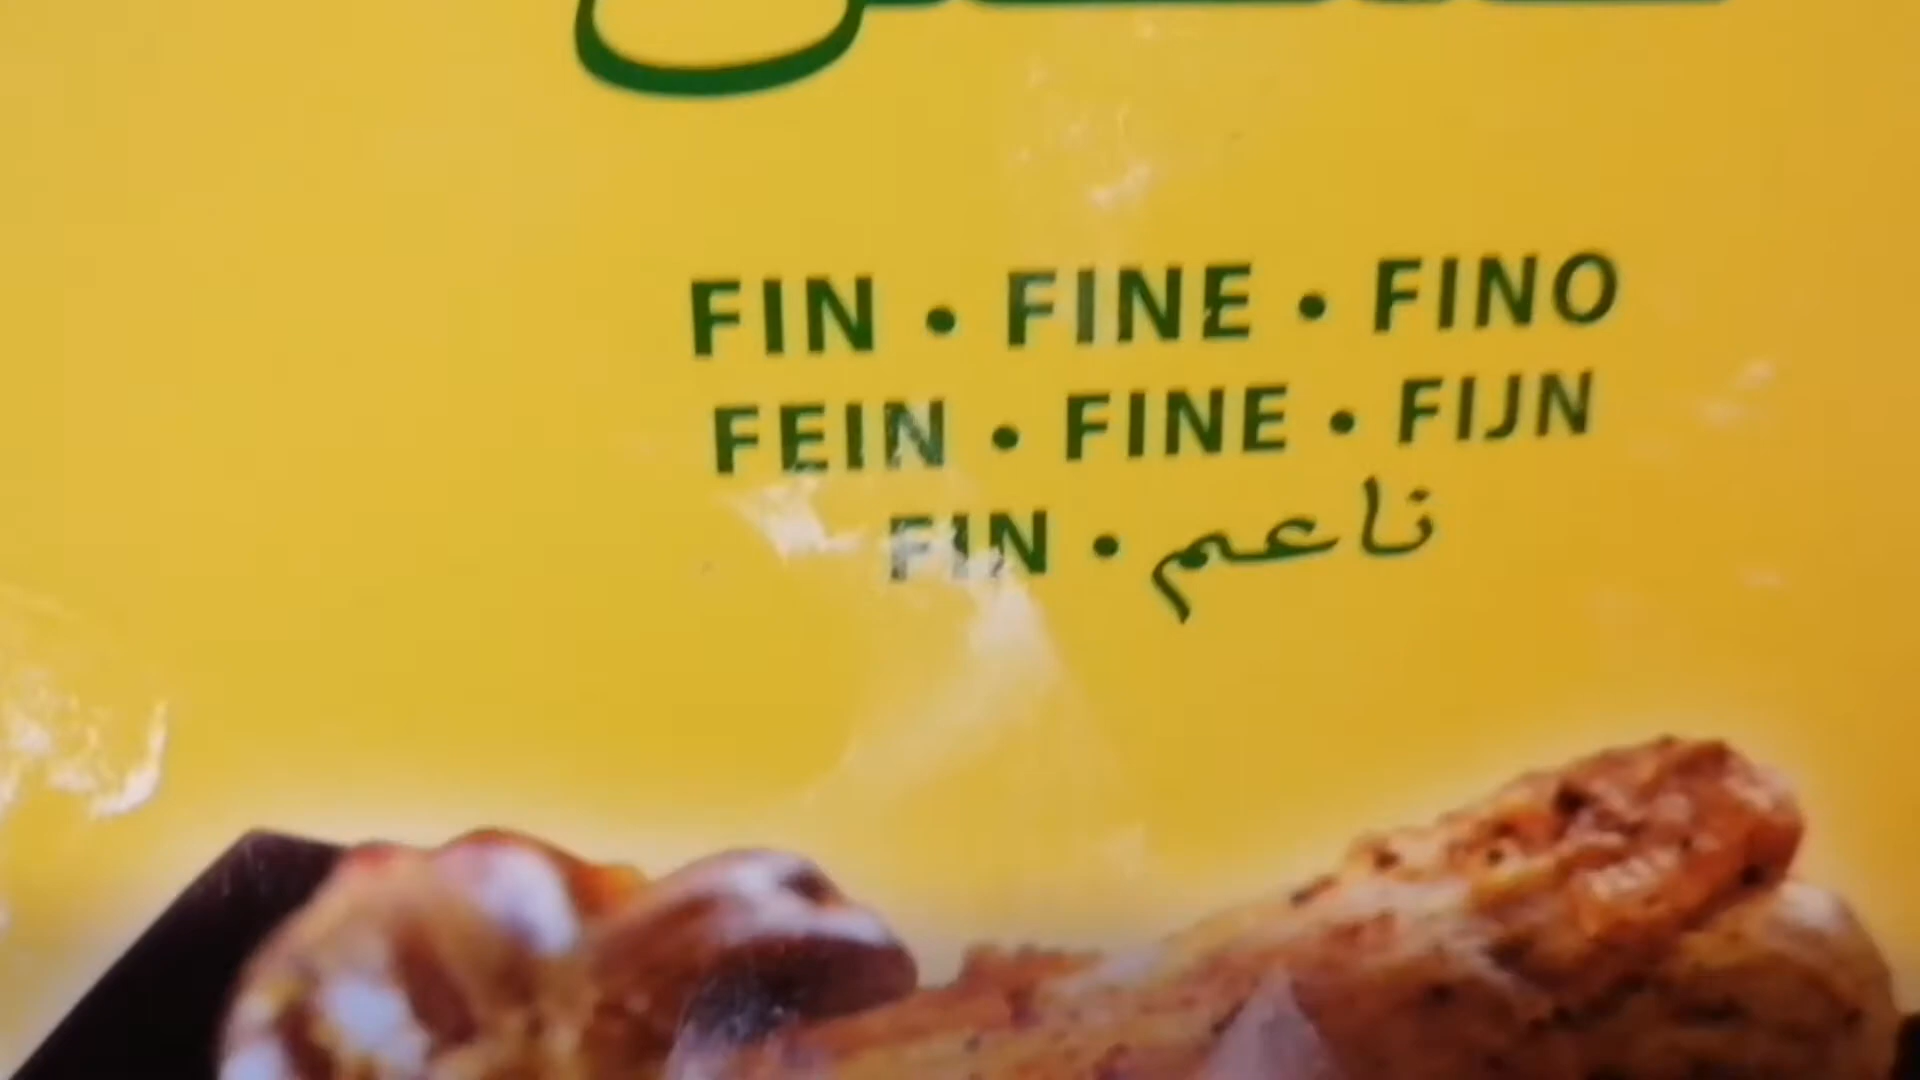 FIN • FINE • FINO
FEIN • FINE • FIJN
FIN • ناعم